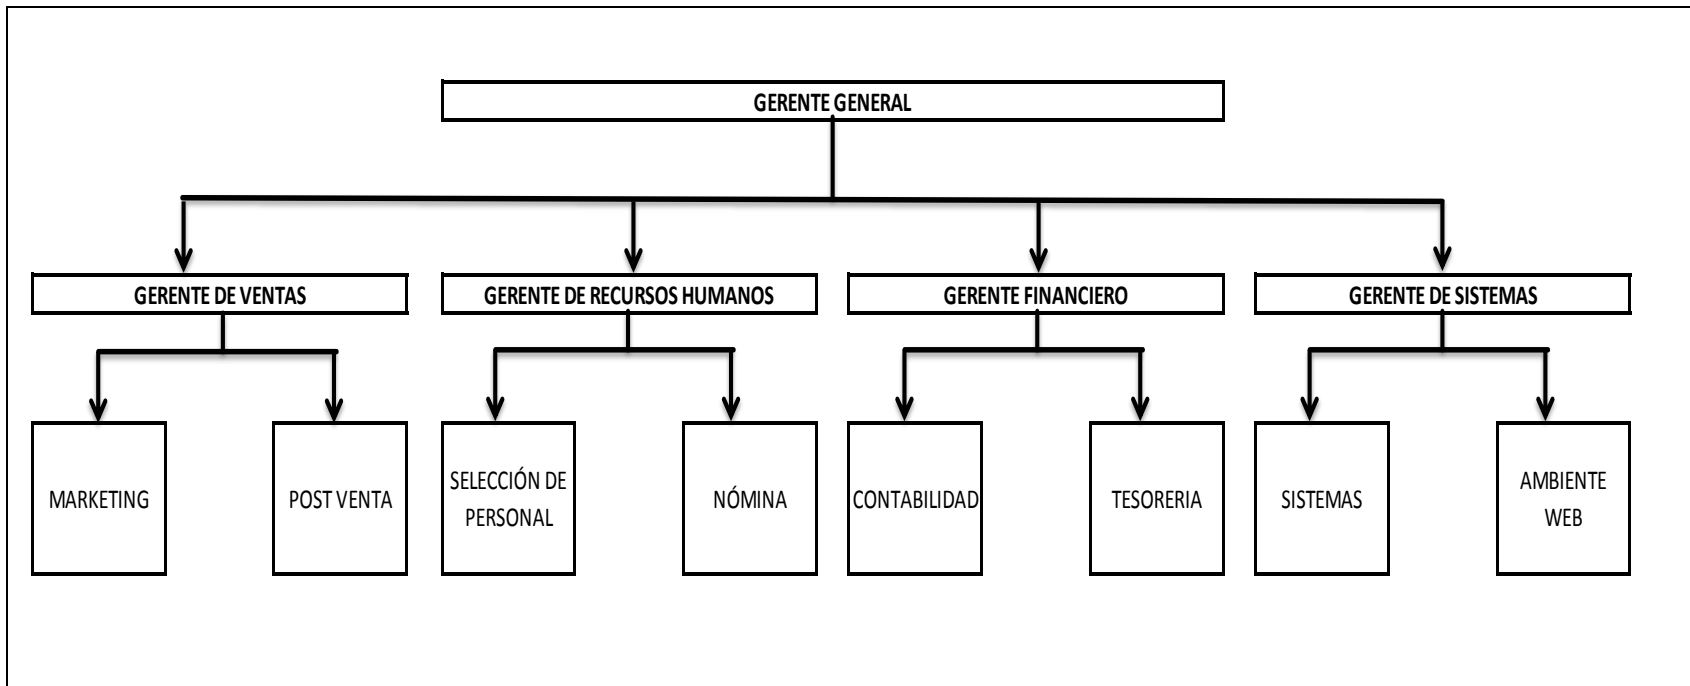 GERENTE GENERAL
GERENTE DE VENTAS
GERENTE DE RECURSOS HUMANOS
GERENTE FINANCIERO
GERENTE DE SISTEMAS
MARKETING
POST VENTA
SELECCIÓN DE
PERSONAL
NÓMINA
CONTABILIDAD
TESORERIA
SISTEMAS
AMBIENTE
WEB